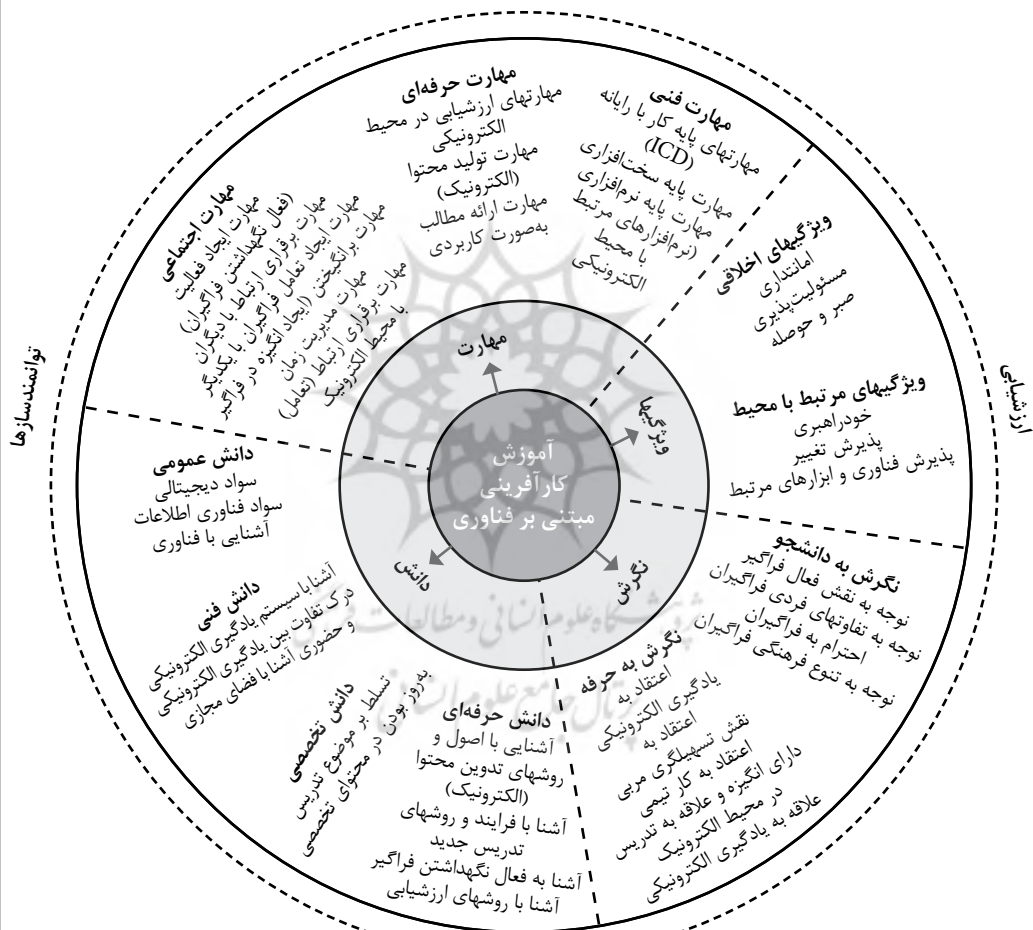 مهارت حرفه‌ای
مهارتهای ارزشیابی در محیط
الکترونیکی
مهارت تولید محتوا
(الکترونیک)
مهارت ارائه مطالب
به‌صورت کاربردی
مهارت فنی
مهارتهای پایه کار با رایانه
(ICD)
مهارت پایه سخت‌افزاری
مهارت پایه نرم‌افزاری
(نرم‌افزارهای مرتبط
با محیط
الکترونیکی
مهارت اجتماعی
مهارت ایجاد فعالیت
(فعال نگهداشتن فراگیران)
مهارت برقراری ارتباط با دیگران
مهارت ایجاد تعامل فراگیران با یکدیگر
مهارت برانگیختن (ایجاد انگیزه در فراگیر
مهارت مدیریت زمان
مهارت برقراری ارتباط (تعامل)
با محیط الکترونیک
ویژگیهای اخلاقی
امانتداری
مسئولیت‌پذیری
صبر و حوصله
ویژگیهای مرتبط با محیط
خودراهبری
پذیرش تغییر
پذیرش فناوری و ابزارهای مرتبط
ارزشیابی
توانمندسازها
مهارت
ویژگیها
نگرش
دانش
آموزش
کارآفرینی
مبتنی بر فناوری
دانش عمومی
سواد دیجیتالی
سواد فناوری اطلاعات
آشنایی با فناوری
دانش فنی
آشنا با سیستم یادگیری الکترونیکی
درک تفاوت بین یادگیری الکترونیکی
و حضوری آشنا با فضای مجازی
دانش تخصصی
تسلط بر موضوع تدریس
به‌روز بودن در محتوای تخصصی
دانش حرفه‌ای
آشنایی با اصول و
روشهای تدوین محتوا
(الکترونیک)
آشنا با فرایند و روشهای
تدریس جدید
آشنا به فعال نگهداشتن فراگیر
آشنا با روشهای ارزشیابی
نگرش به دانشجو
توجه به نقش فعال فراگیر
توجه به تفاوتهای فردی فراگیران
احترام به فراگیران
توجه به تنوع فرهنگی فراگیران
نگرش به حرفه
اعتقاد به
یادگیری الکترونیکی
اعتقاد به
نقش تسهیلگری مربی
اعتقاد به کار تیمی
دارای انگیزه و علاقه به تدریس
در محیط الکترونیک
علاقه به یادگیری الکترونیکی
پژوهشگاه علوم انسانی و مطالعات فرهنگی
پرتال جامع علوم انسانی